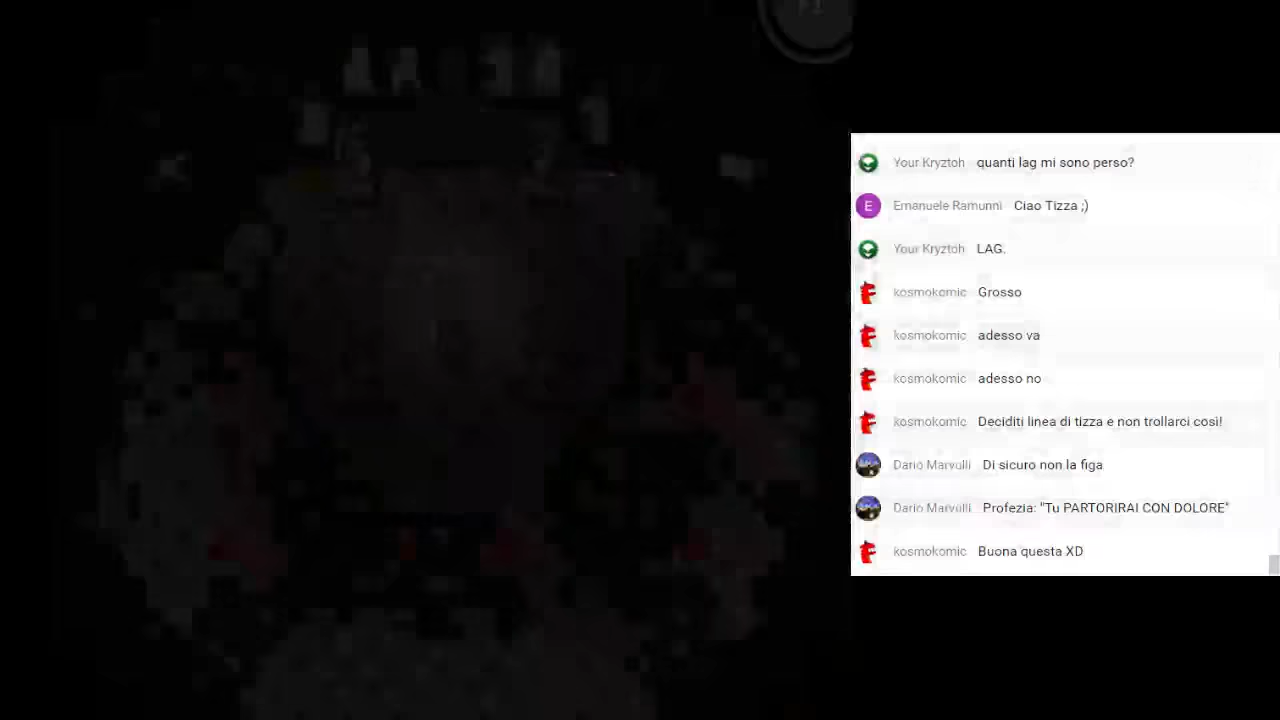 Your Kryztoh quanti lag mi sono perso?
E Emanuele Ramunni Ciao Tizza ;)
Your Kryztoh LAG.
kosmokomic Grosso
kosmokomic adesso va
kosmokomic adesso no
kosmokomic Deciditi linea di tizza e non trollarci così!
Dario Marvulli Di sicuro non la figa
Dario Marvulli Profezia: "Tu PARTORIRAI CON DOLORE"
kosmokomic Buona questa XD